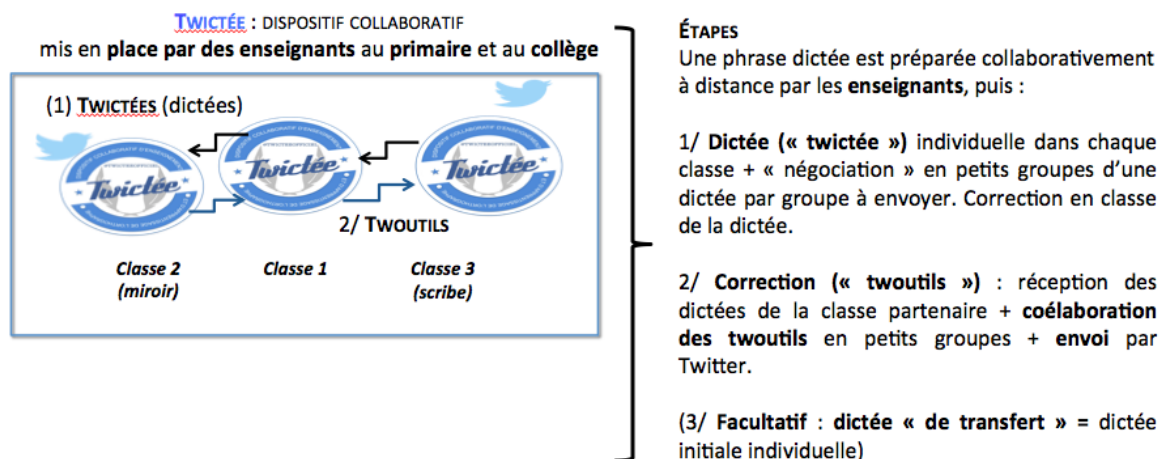 TWICTÉE : DISPOSITIF COLLABORATIF
mis en place par des enseignants au primaire et au collège
(1) TWICTÉES (dictées)
Twictée
Twictée
Twictée
2/ TWOUTILS
Classe 2
(miroir)
Classe 1
Classe 3
(scribe)
ÉTAPES
Une phrase dictée est préparée collaborativement
à distance par les enseignants, puis :
1/ Dictée (« twictée ») individuelle dans chaque
classe + « négociation » en petits groupes d’une
dictée par groupe à envoyer. Correction en classe
de la dictée.
2/ Correction (« twoutils ») : réception des
dictées de la classe partenaire + coélaboration
des twoutils en petits groupes + envoi par
Twitter.
(3/ Facultatif : dictée « de transfert » = dictée
initiale individuelle)